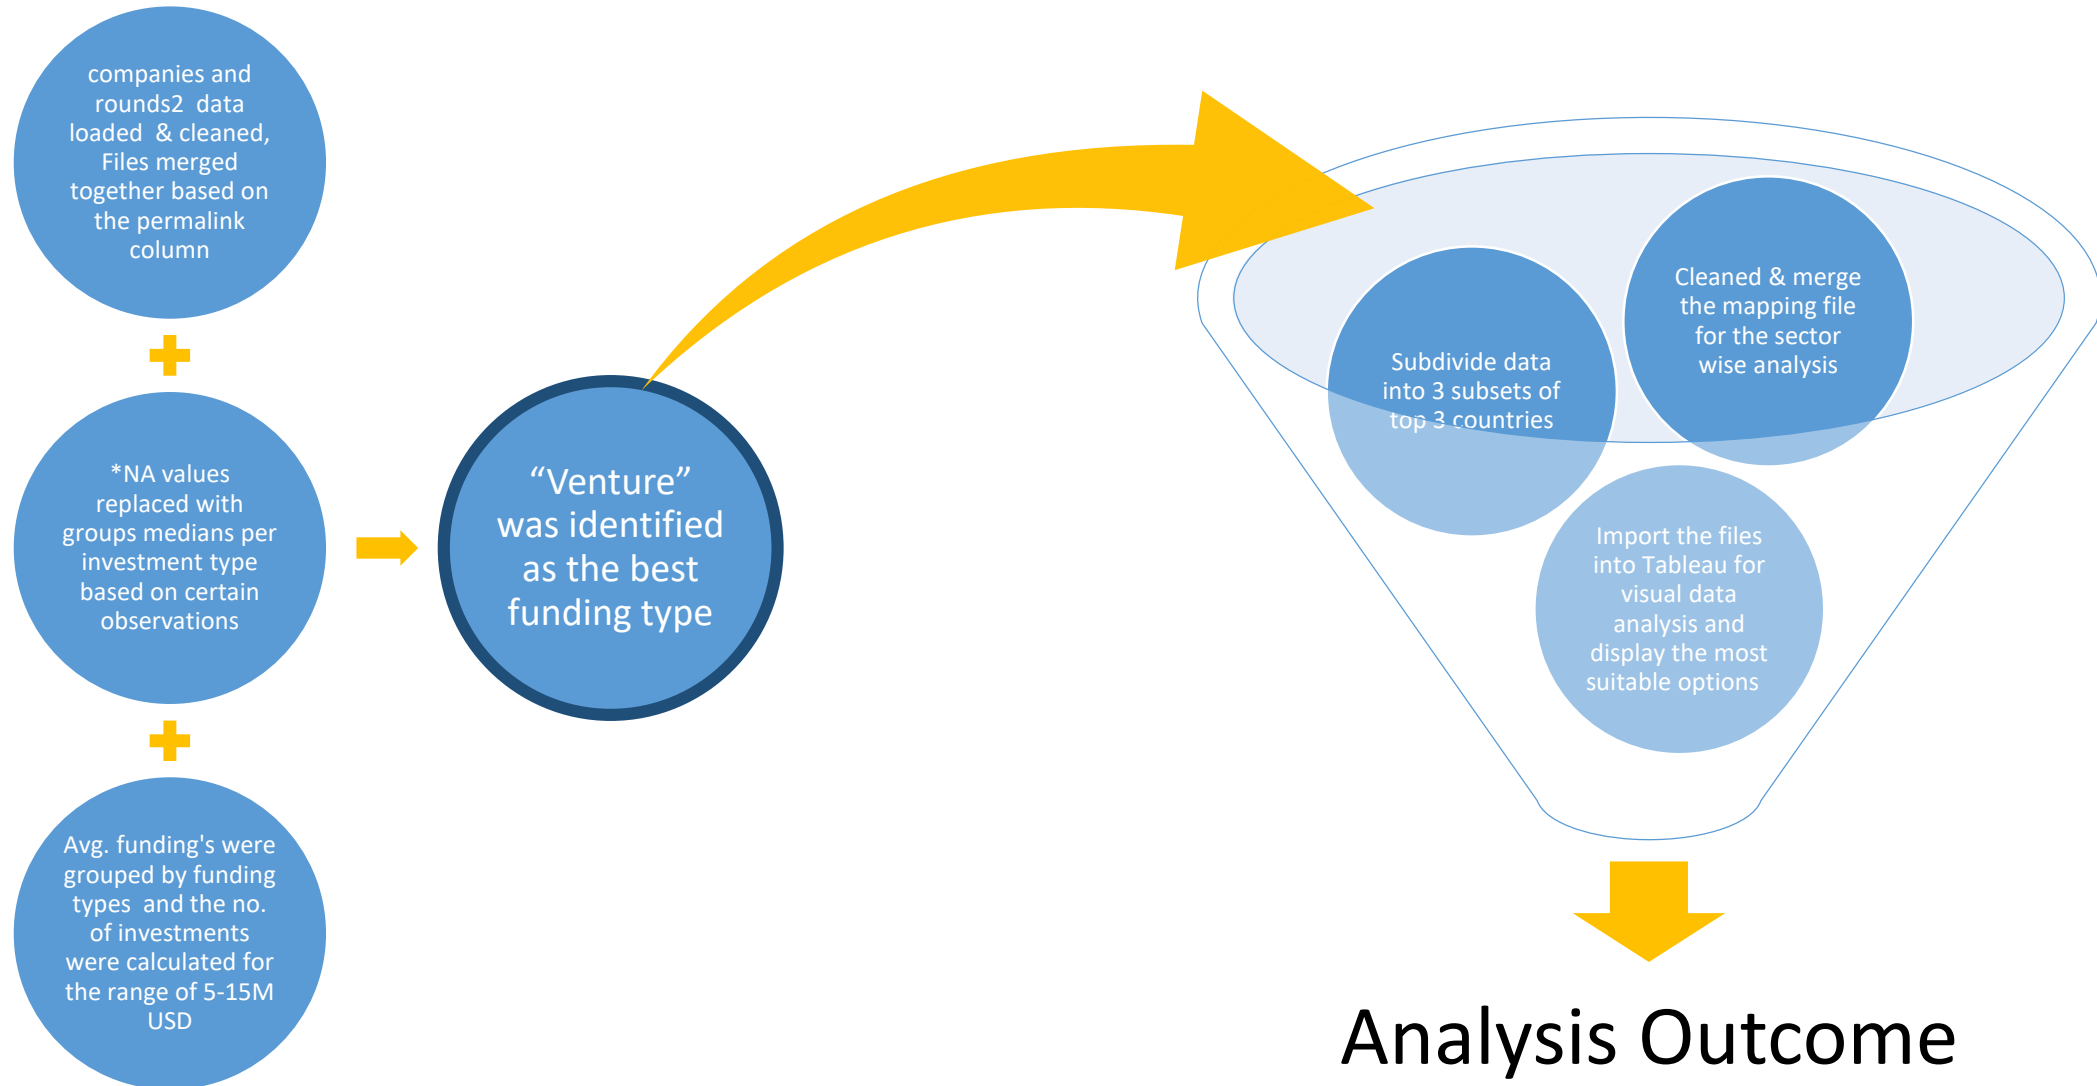 companies and
rounds2 data
loaded & cleaned,
Files merged
together based on
the permalink
column
*NA values
replaced with
groups medians per
investment type
based on certain
observations
Avg. funding's were
grouped by funding
types and the no.
of investments
were calculated for
the range of 5-15M
USD
“Venture”
was identified
as the best
funding type
Subdivide data
into 3 subsets of
top 3 countries
Cleaned & merge
the mapping file
for the sector
wise analysis
Import the files
into Tableau for
visual data
analysis and
display the most
suitable options
Analysis Outcome